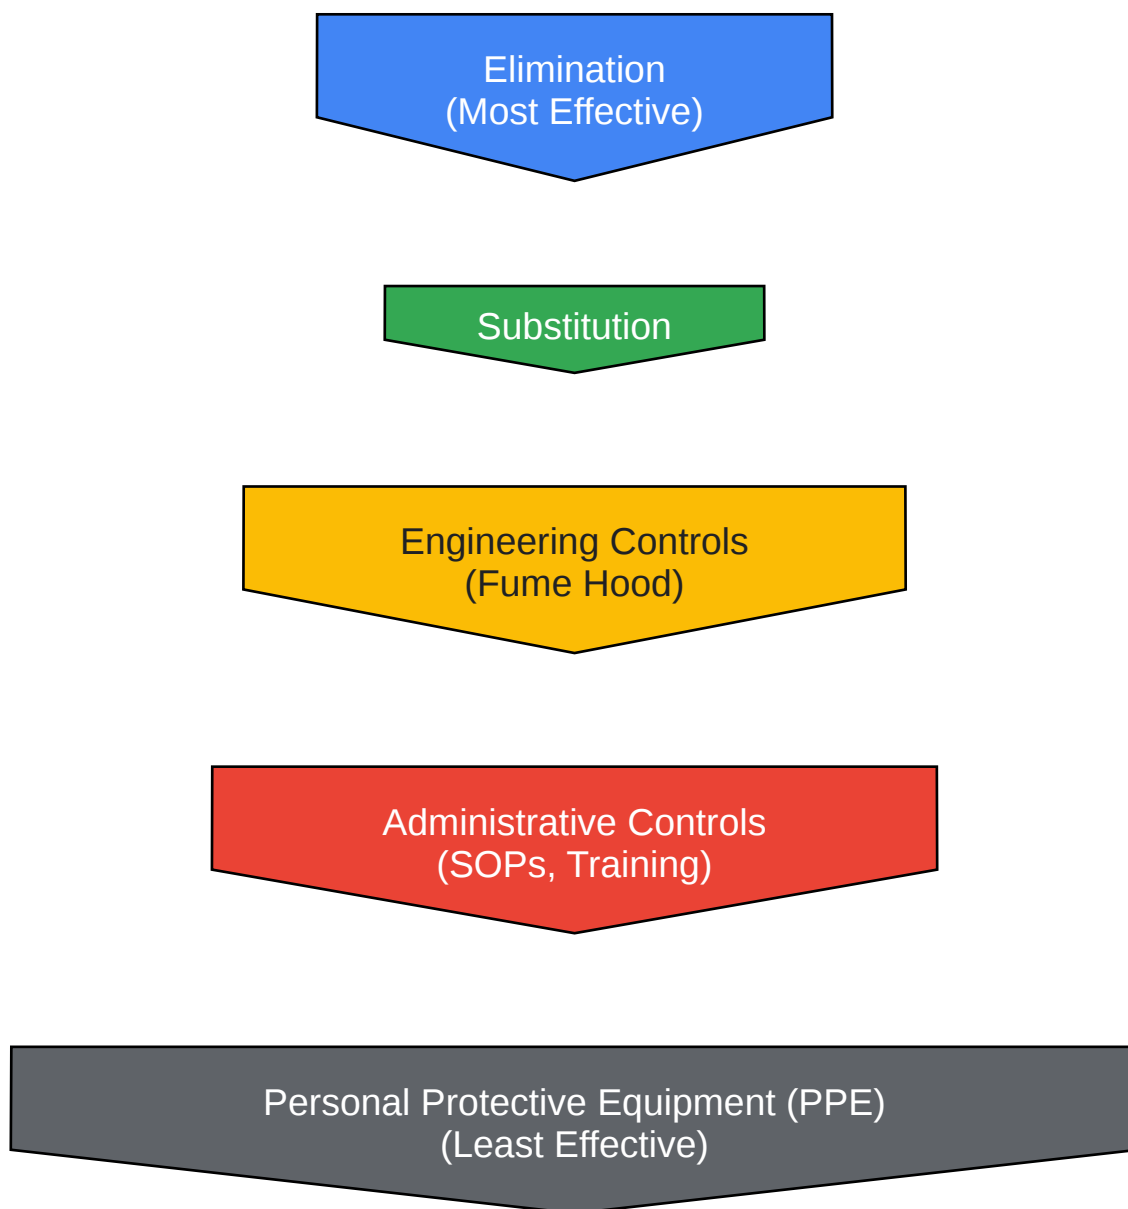 Elimination
(Most Effective)
Substitution
Engineering Controls
(Fume Hood)
Administrative Controls
(SOPs, Training)
Personal Protective Equipment (PPE)
(Least Effective)